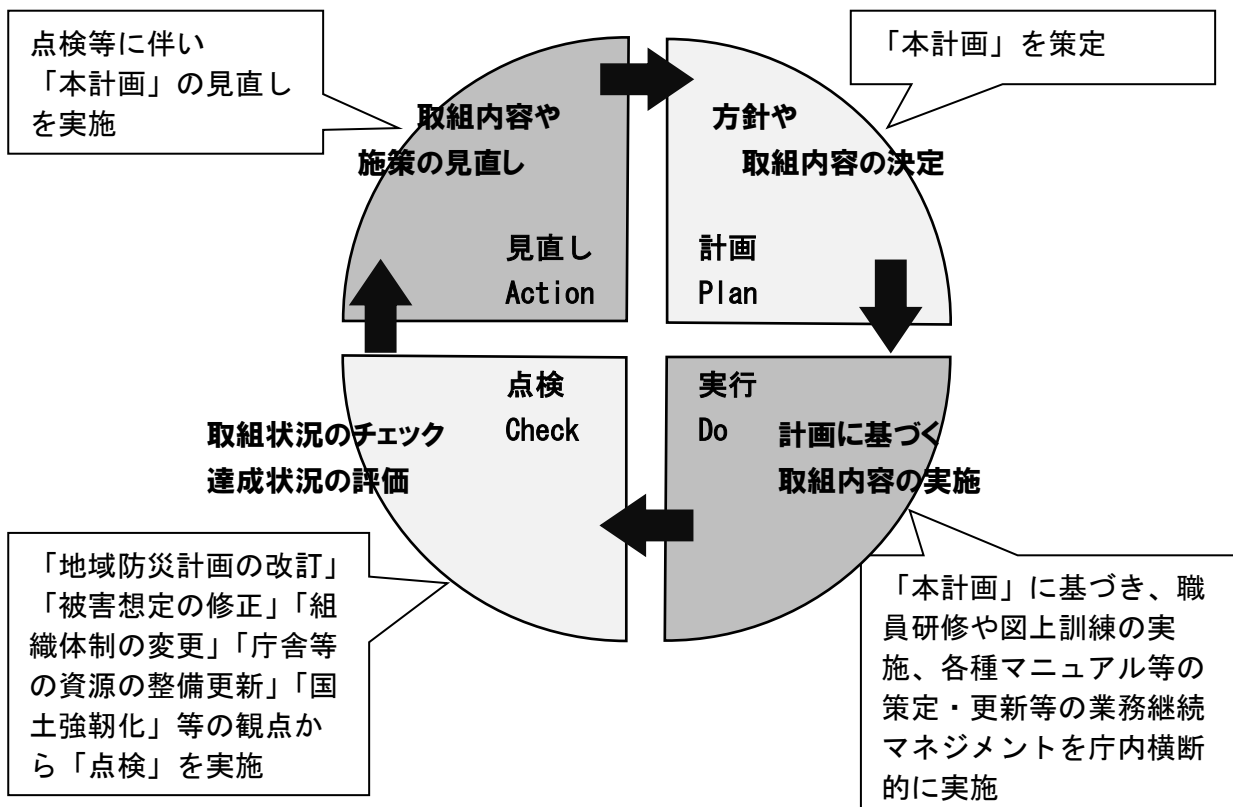 点検等に伴い
「本計画」の見直し
を実施
「本計画」を策定
取組内容や
施策の見直し
見直し
Action
方針や
取組内容の決定
計画
Plan
点検
Check
取組状況のチェック
達成状況の評価
実行
Do
計画に基づく
取組内容の実施
「地域防災計画の改訂」
「被害想定の修正」「組
織体制の変更」「庁舎等
の資源の整備更新」「国
土強靭化」等の観点か
ら「点検」を実施
「本計画」に基づき、職
員研修や図上訓練の実
施、各種マニュアル等の
策定・更新等の業務継続
マネジメントを庁内横断
的に実施